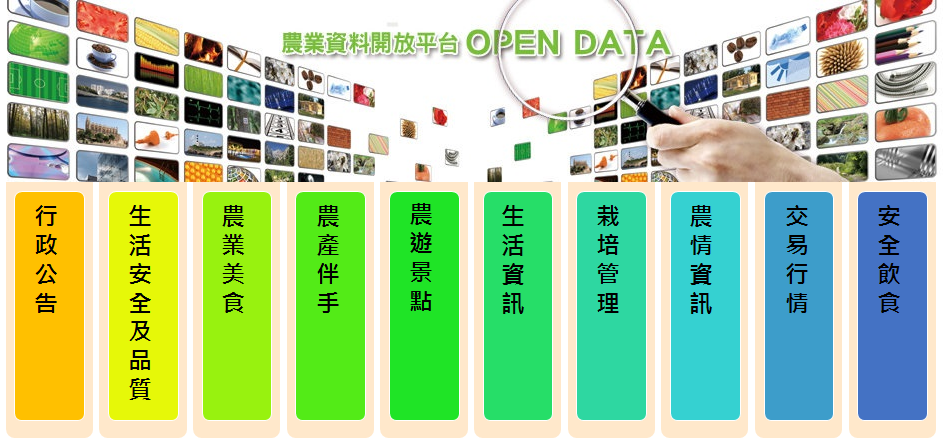 農業資料開放平台 OPEN DATA
行政公告
生活安全及品質
農業美食
農產伴手
農遊景點
生活資訊
栽培管理
農情資訊
交易行情
安全飲食